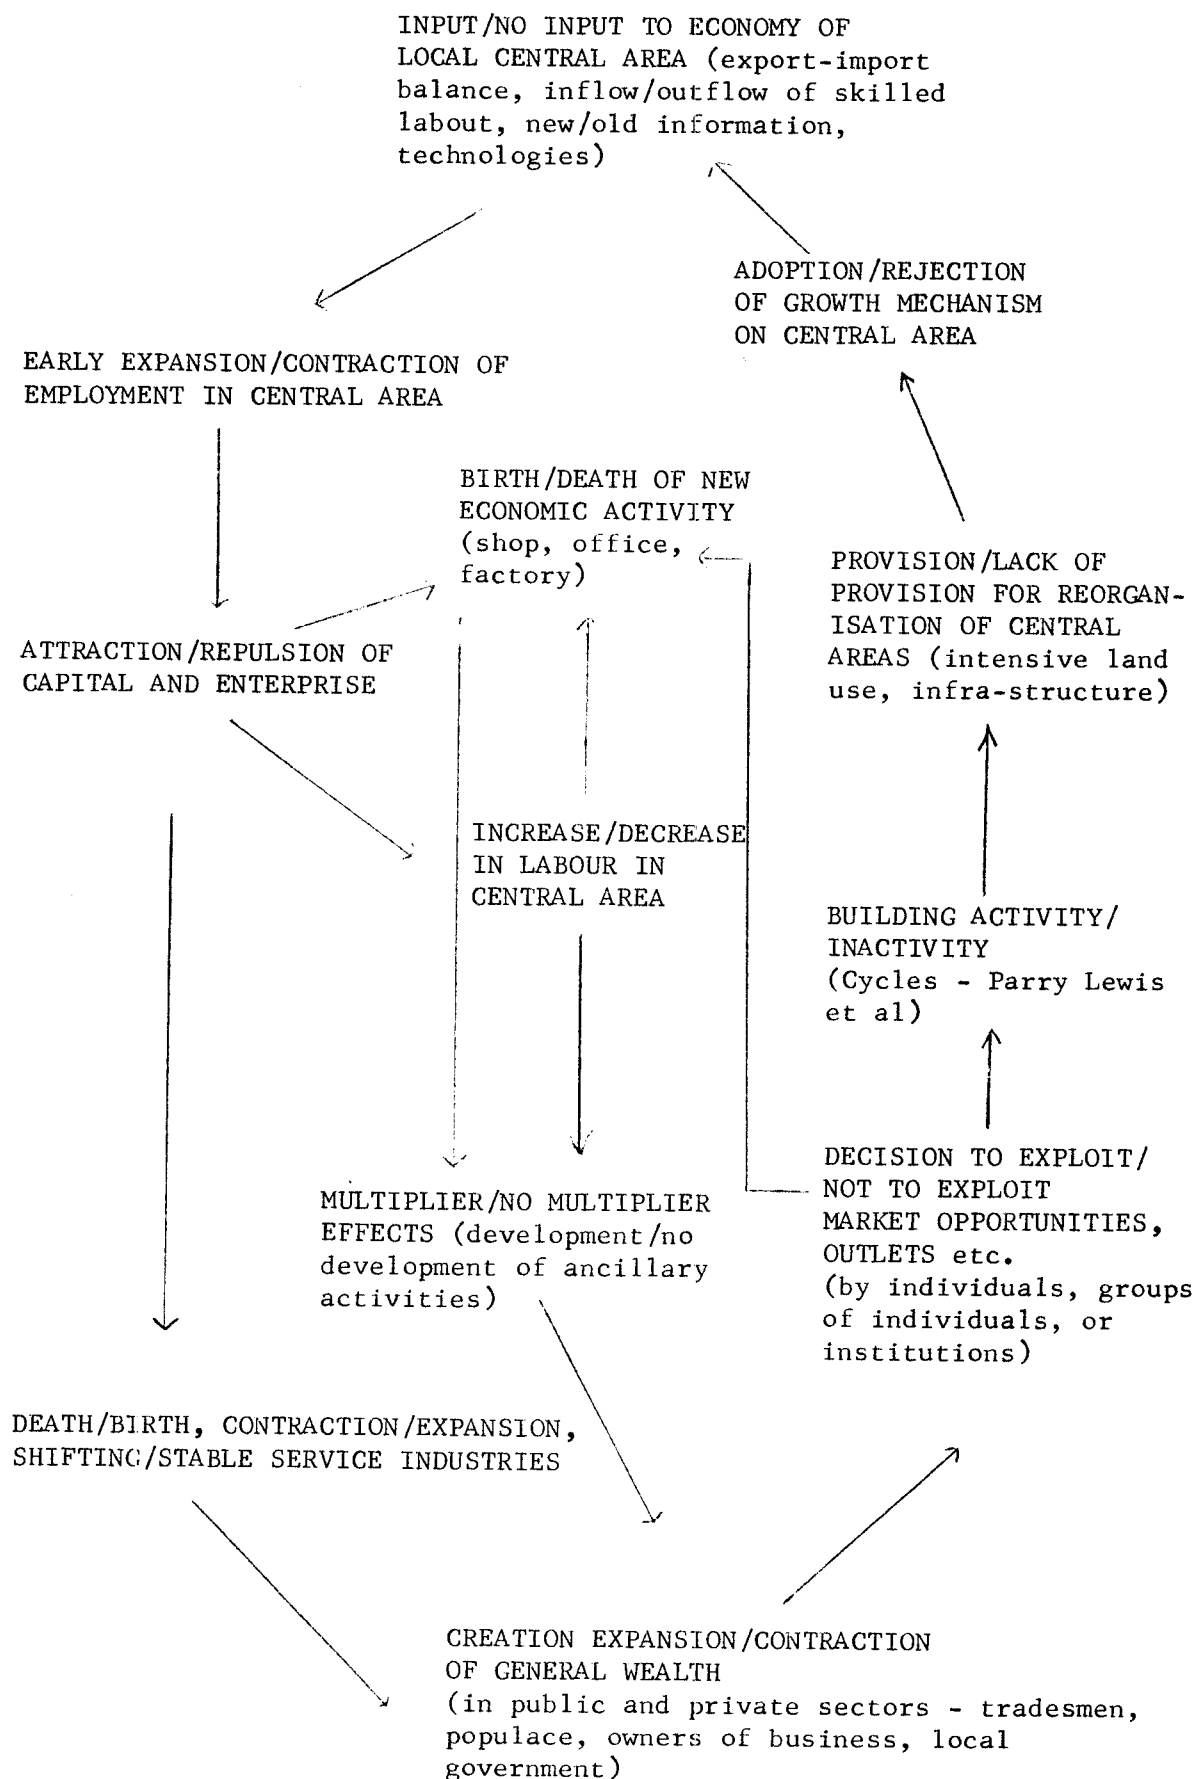 INPUT/NO INPUT TO ECONOMY OF
LOCAL CENTRAL AREA (export-import
balance, inflow/outflow of skilled
labout, new/old information,
technologies)
ADOPTION/REJECTION
OF GROWTH MECHANISM
ON CENTRAL AREA
EARLY EXPANSION/CONTRACTION OF
EMPLOYMENT IN CENTRAL AREA
BIRTH/DEATH OF NEW
ECONOMIC ACTIVITY
(shop, office,
factory)
PROVISION/LACK OF
PROVISION FOR REORGAN-
ISATION OF CENTRAL
AREAS (intensive land
use, infra-structure)
ATTRACTION/REPULSION OF
CAPITAL AND ENTERPRISE
INCREASE/DECREASE
IN LABOUR IN
CENTRAL AREA
BUILDING ACTIVITY/
INACTIVITY
(Cycles - Parry Lewis
et al)
MULTIPLIER/NO MULTIPLIER
EFFECTS (development/no
development of ancillary
activities)
DECISION TO EXPLOIT/
NOT TO EXPLOIT
MARKET OPPORTUNITIES,
OUTLETS etc.
(by individuals, groups
of individuals, or
institutions)
DEATH/BIRTH, CONTRACTION/EXPANSION,
SHIFTING/STABLE SERVICE INDUSTRIES
CREATION EXPANSION/CONTRACTION
OF GENERAL WEALTH
(in public and private sectors - tradesmen,
populace, owners of business, local
government)